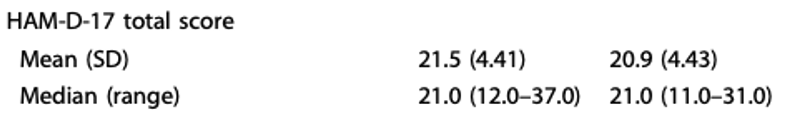 HAM-D-17 total score
Mean (SD) 21.5 (4.41) 20.9 (4.43)
Median (range) 21.0 (12.0–37.0) 21.0 (11.0–31.0)